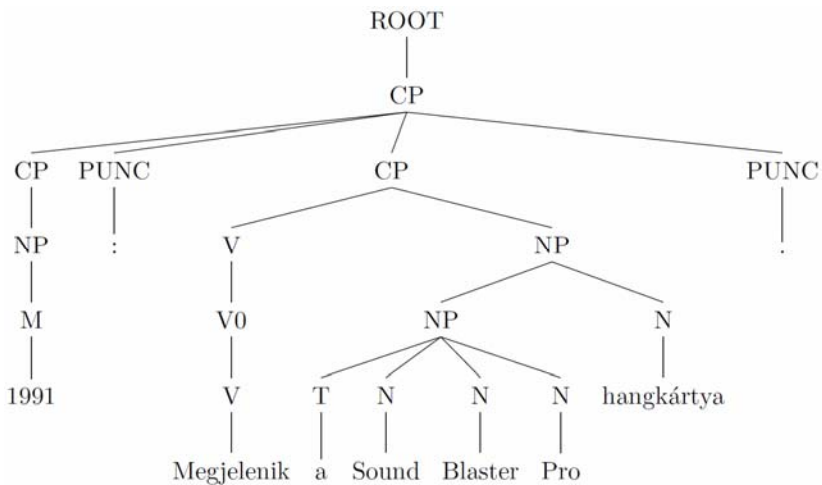 ROOT
CP
CP PUNC CP PUNC
NP : V NP .
M V0 NP N
1991 V T N N N hangkártya
Megjelenik a Sound Blaster Pro